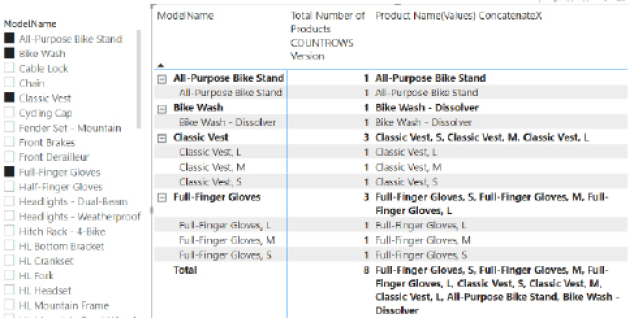 ModelName
All-Purpose Bike Stand
Bike Wash
Cable Lock
Chain
Classic Vest
Cycling Cap
Fender Set - Mountain
Front Brakes
Front Derailleur
Full-Finger Gloves
Half-Finger Gloves
Headlights - Dual-Beam
Headlights - Weatherproof
Hitch Rack - 4-Bike
HL Bottom Bracket
HL Crankset
HL Fork
HL Headset
HL Mountain Frame
ModelName Total Number of Product Name(Values) ConcatenateX
Products
COUNTROWS
Version
All-Purpose Bike Stand 1 All-Purpose Bike Stand
All-Purpose Bike Stand 1 All-Purpose Bike Stand
Bike Wash 1 Bike Wash - Dissolver
Bike Wash - Dissolver 1 Bike Wash - Dissolver
Classic Vest 3 Classic Vest, S, Classic Vest, M, Classic Vest, L
Classic Vest, L 1 Classic Vest, L
Classic Vest, M 1 Classic Vest, M
Classic Vest, S 1 Classic Vest, S
Full-Finger Gloves 3 Full-Finger Gloves, S, Full-Finger Gloves, M, Full-
Finger Gloves, L
Full-Finger Gloves, L 1 Full-Finger Gloves, L
Full-Finger Gloves, M 1 Full-Finger Gloves, M
Full-Finger Gloves, S 1 Full-Finger Gloves, S
Total 8 Full-Finger Gloves, S, Full-Finger Gloves, M, Full-
Finger Gloves, L, Classic Vest, S, Classic Vest, M,
Classic Vest, L, All-Purpose Bike Stand, Bike Wash -
Dissolver